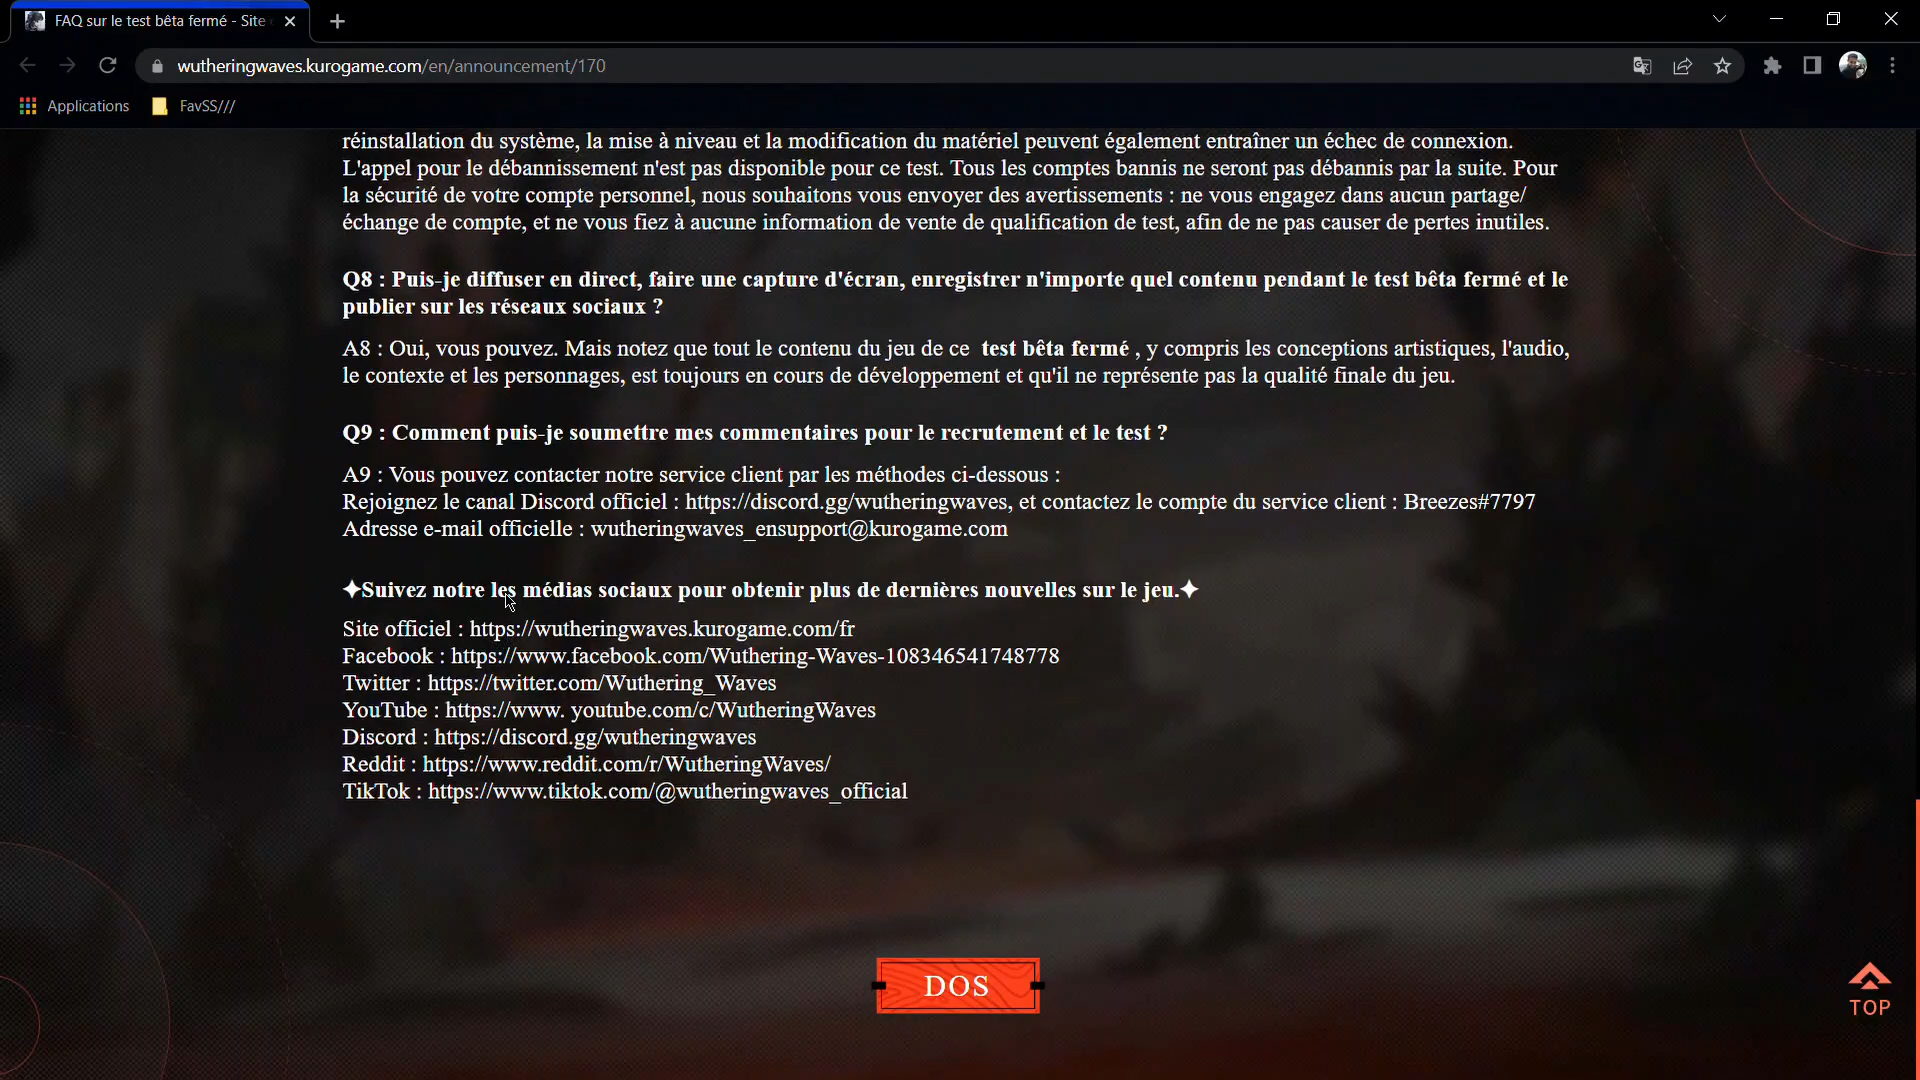 FAQ sur le test bêta fermé - Site
wutheringwaves.kurogame.com/en/announcement/170
Applications
FavSS///
réinstallation du système, la mise à niveau et la modification du matériel peuvent également entraîner un échec de connexion.
L'appel pour le débannissement n'est pas disponible pour ce test. Tous les comptes bannis ne seront pas débannis par la suite. Pour
la sécurité de votre compte personnel, nous souhaitons vous envoyer des avertissements : ne vous engagez dans aucun partage/
échange de compte, et ne vous fiez à aucune information de vente de qualification de test, afin de ne pas causer de pertes inutiles.
Q8 : Puis-je diffuser en direct, faire une capture d'écran, enregistrer n'importe quel contenu pendant le test bêta fermé et le
publier sur les réseaux sociaux ?
A8 : Oui, vous pouvez. Mais notez que tout le contenu du jeu de ce test bêta fermé , y compris les conceptions artistiques, l'audio,
le contexte et les personnages, est toujours en cours de développement et qu'il ne représente pas la qualité finale du jeu.
Q9 : Comment puis-je soumettre mes commentaires pour le recrutement et le test ?
A9 : Vous pouvez contacter notre service client par les méthodes ci-dessous :
Rejoignez le canal Discord officiel : https://discord.gg/wutheringwaves, et contactez le compte du service client : Breezes#7797
Adresse e-mail officielle : wutheringwaves_ensupport@kurogame.com
✦Suivez notre les médias sociaux pour obtenir plus de dernières nouvelles sur le jeu.✦
Site officiel : https://wutheringwaves.kurogame.com/fr
Facebook : https://www.facebook.com/Wuthering-Waves-108346541748778
Twitter : https://twitter.com/Wuthering_Waves
YouTube : https://www. youtube.com/c/WutheringWaves
Discord : https://discord.gg/wutheringwaves
Reddit : https://www.reddit.com/r/WutheringWaves/
TikTok : https://www.tiktok.com/@wutheringwaves_official
DOS
TOP